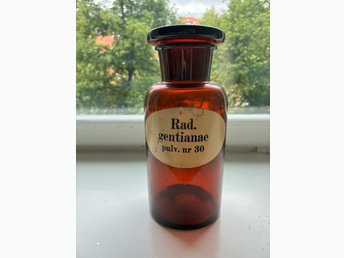 Rad.
gentianae
pulv. nr 30